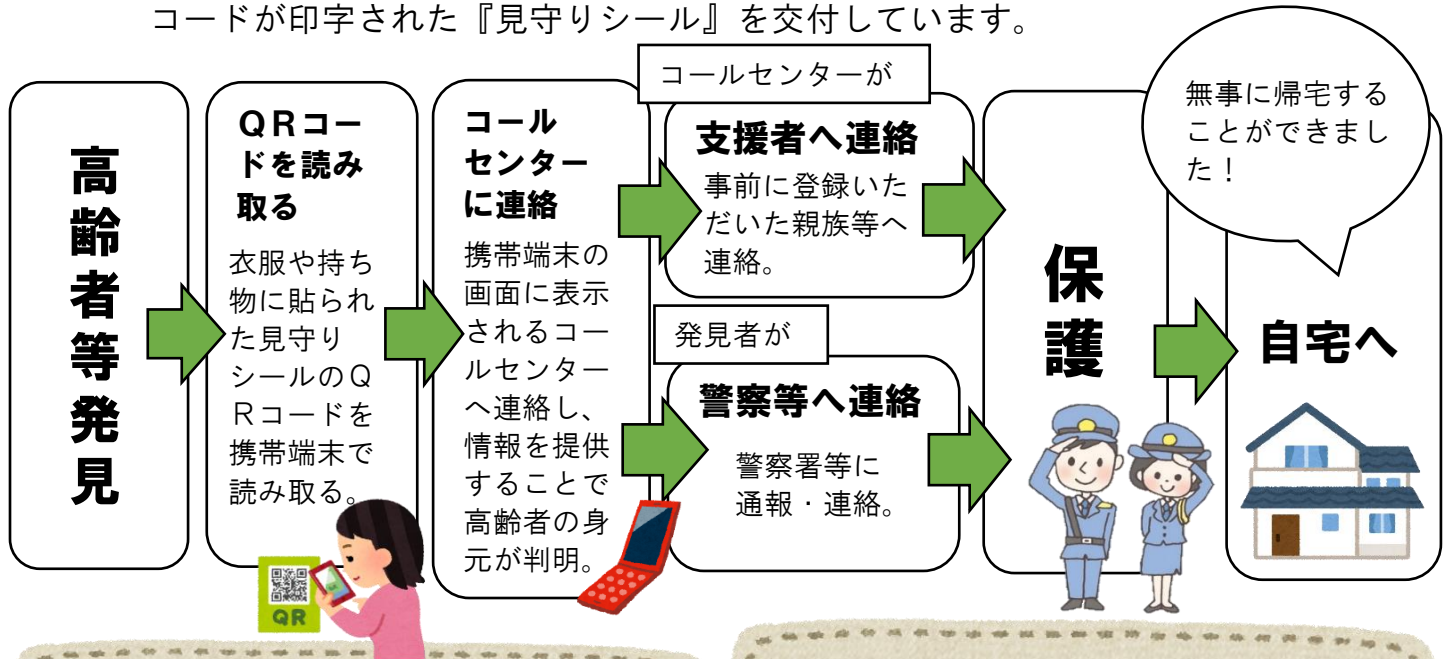 コードが印字された『見守りシール』を交付しています。
高齢者等発見
QRコー
ドを読み
取る
衣服や持ち
物に貼られ
た見守り
シールのQ
Rコードを
携帯端末で
読み取る。
QR
コール
センター
に連絡
携帯端末の
画面に表示
されるコー
ルセンター
へ連絡し、
情報を提供
することで
高齢者の身
元が判明。
コールセンターが
支援者へ連絡
事前に登録いた
だいた親族等へ
連絡。
発見者が
警察等へ連絡
警察署等に
通報・連絡。
保護
無事に帰宅する
ことができまし
た！
自宅へ